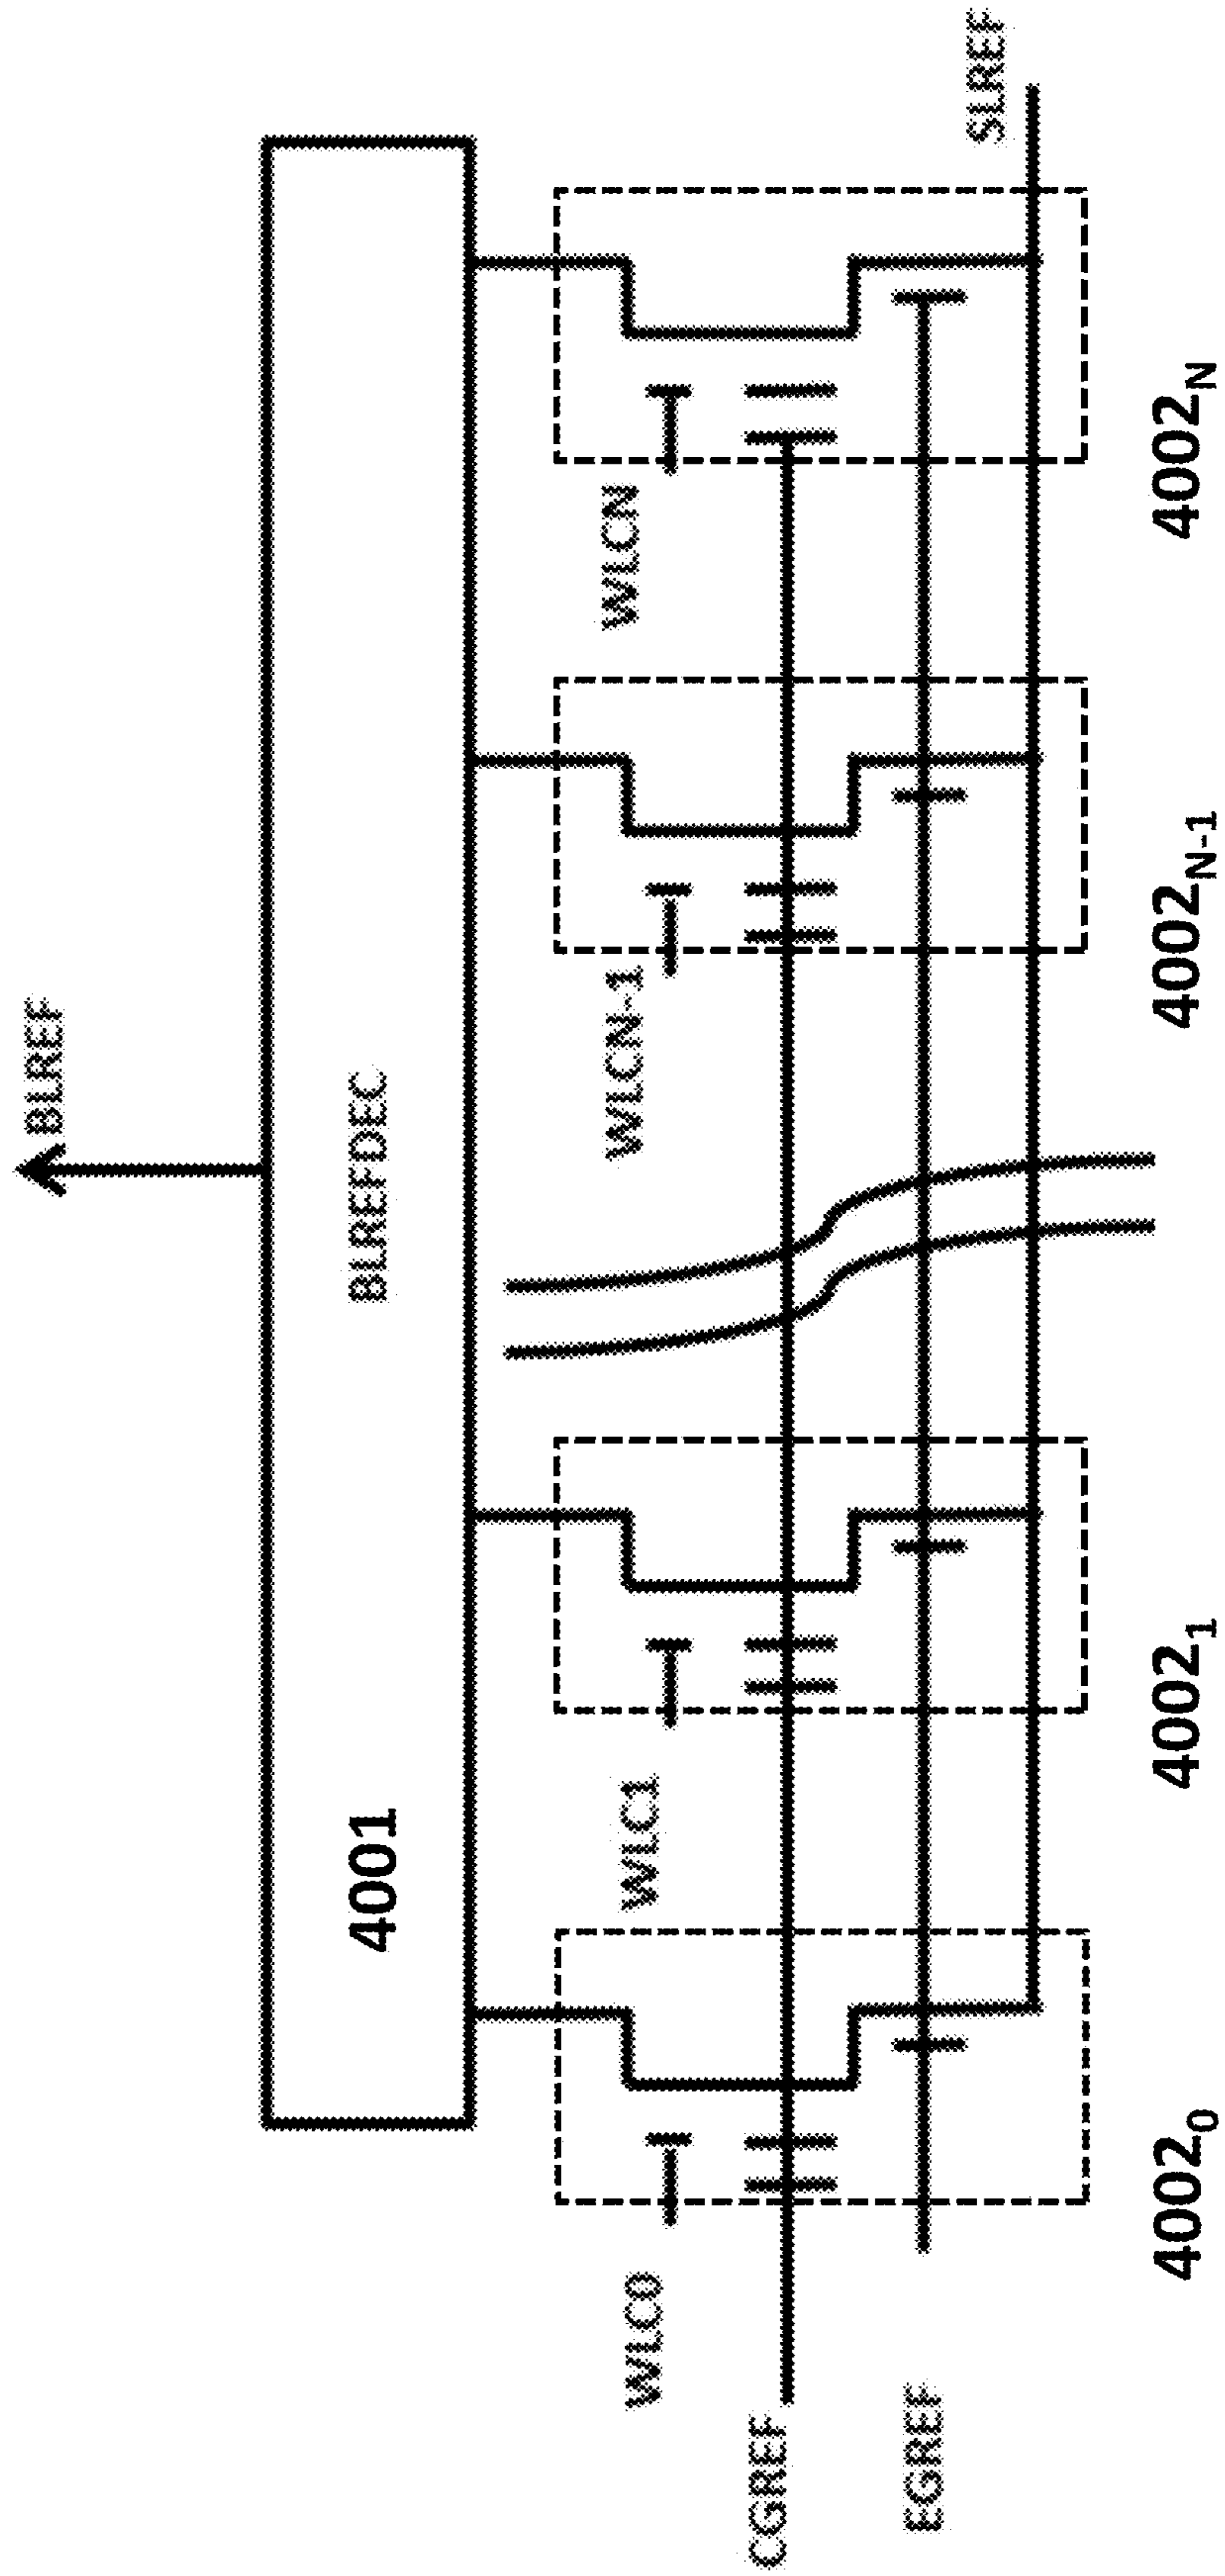 BLREF
4001
BLREFDEC
WLC0
WLC1
WLCN-1
WLCN
CGREF
EGREF
SLREF
4002₀
4002₁
4002N-1
4002N